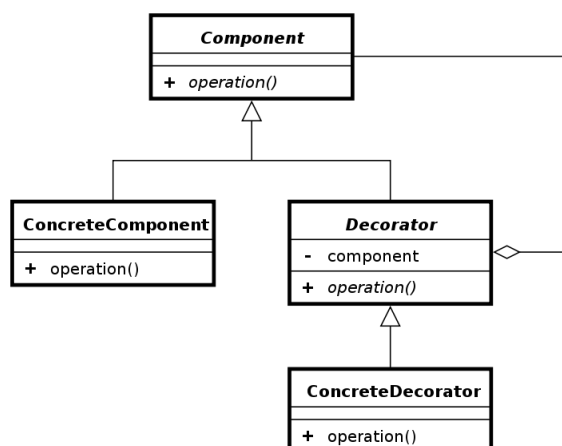 Component
+ operation()
ConcreteComponent
+ operation()
Decorator
- component
+ operation()
ConcreteDecorator
+ operation()